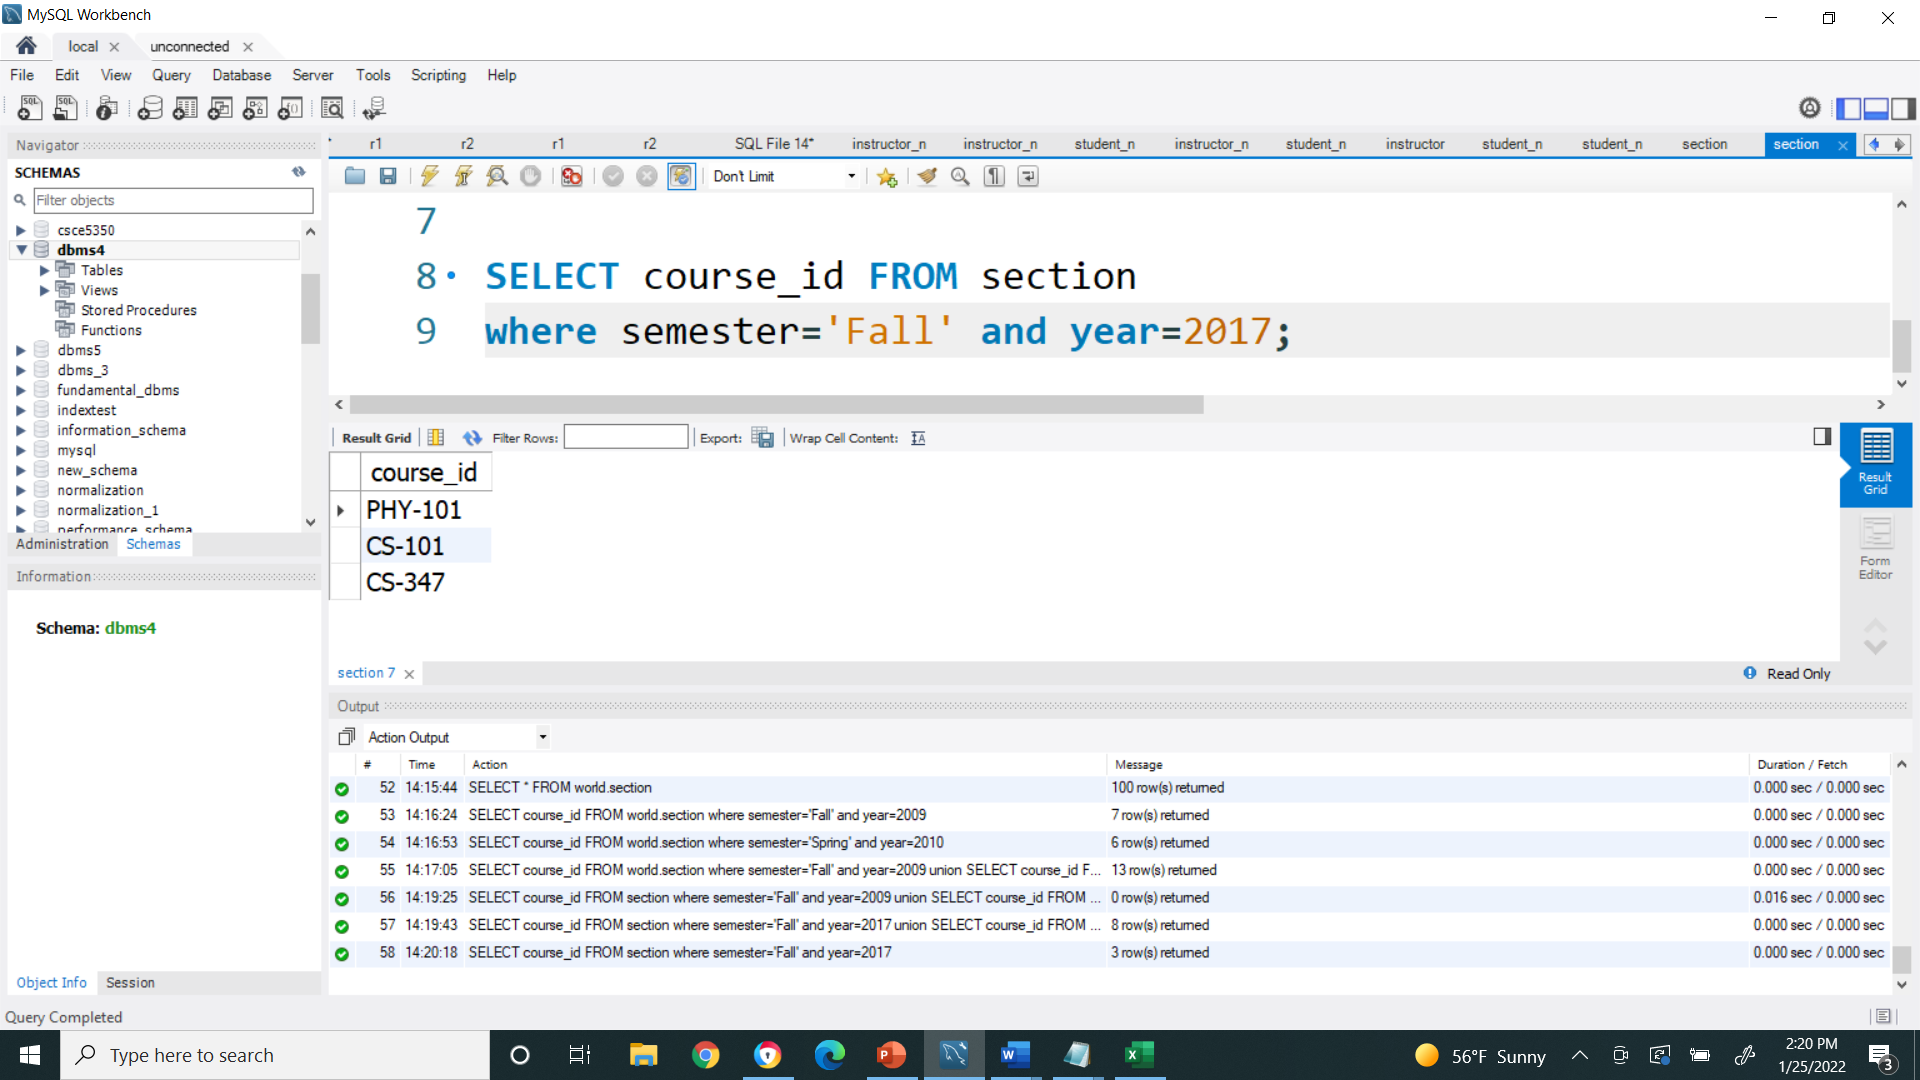 MySQL Workbench
local
unconnected
File Edit View Query Database Server Tools Scripting Help
Navigator
SCHEMAS
Filter objects
csce5350
dbms4
Tables
Views
Stored Procedures
Functions
dbms5
dbms_3
fundamental_dbms
indextest
information_schema
mysql
new_schema
normalization
normalization_1
performance_schema
Administration Schemas
Information
Schema: dbms4
Object Info Session
r1 r2 r1 r2 SQL File 14* instructor_n instructor_n student_n instructor_n student_n instructor student_n student_n section section
Don't Limit
7
8 SELECT course_id FROM section
9 where semester='Fall' and year=2017;
Result Grid Filter Rows: Export: Wrap Cell Content:
course_id
PHY-101
CS-101
CS-347
Result
Grid
Form
Editor
section 7
Read Only
Output
Action Output
# Time Action Message Duration / Fetch
52 14:15:44 SELECT * FROM world.section 100 row(s) returned 0.000 sec / 0.000 sec
53 14:16:24 SELECT course_id FROM world.section where semester='Fall' and year=2009 7 row(s) returned 0.000 sec / 0.000 sec
54 14:16:53 SELECT course_id FROM world.section where semester='Spring' and year=2010 6 row(s) returned 0.000 sec / 0.000 sec
55 14:17:05 SELECT course_id FROM world.section where semester='Fall' and year=2009 union SELECT course_id F... 13 row(s) returned 0.000 sec / 0.000 sec
56 14:19:25 SELECT course_id FROM section where semester='Fall' and year=2009 union SELECT course_id FROM ... 0 row(s) returned 0.016 sec / 0.000 sec
57 14:19:43 SELECT course_id FROM section where semester='Fall' and year=2017 union SELECT course_id FROM ... 8 row(s) returned 0.000 sec / 0.000 sec
58 14:20:18 SELECT course_id FROM section where semester='Fall' and year=2017 3 row(s) returned 0.000 sec / 0.000 sec
Query Completed
Type here to search
56°F Sunny
2:20 PM
1/25/2022
3